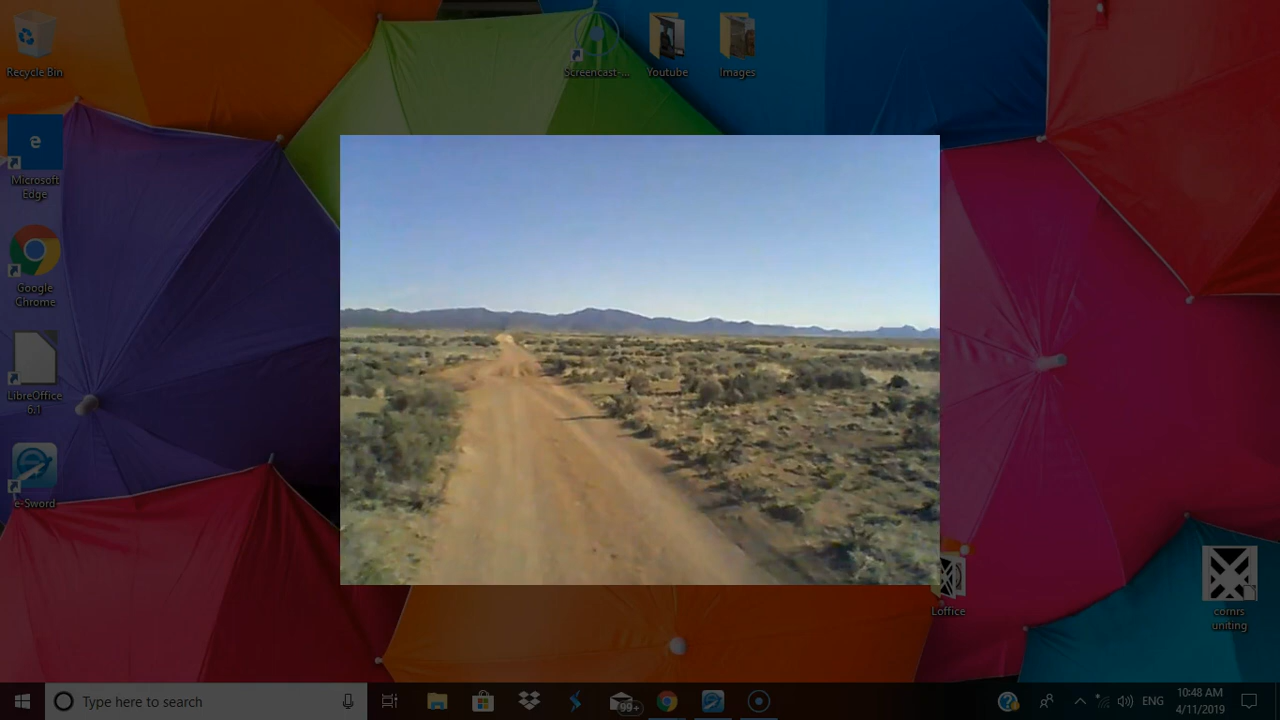 Recycle Bin
Screencast-...
Youtube
Images
Microsoft
Edge
Google
Chrome
LibreOffice
6.1
e-Sword
Loffice
cornrs
uniting
Type here to search
99+
ENG
10:48 AM
4/11/2019